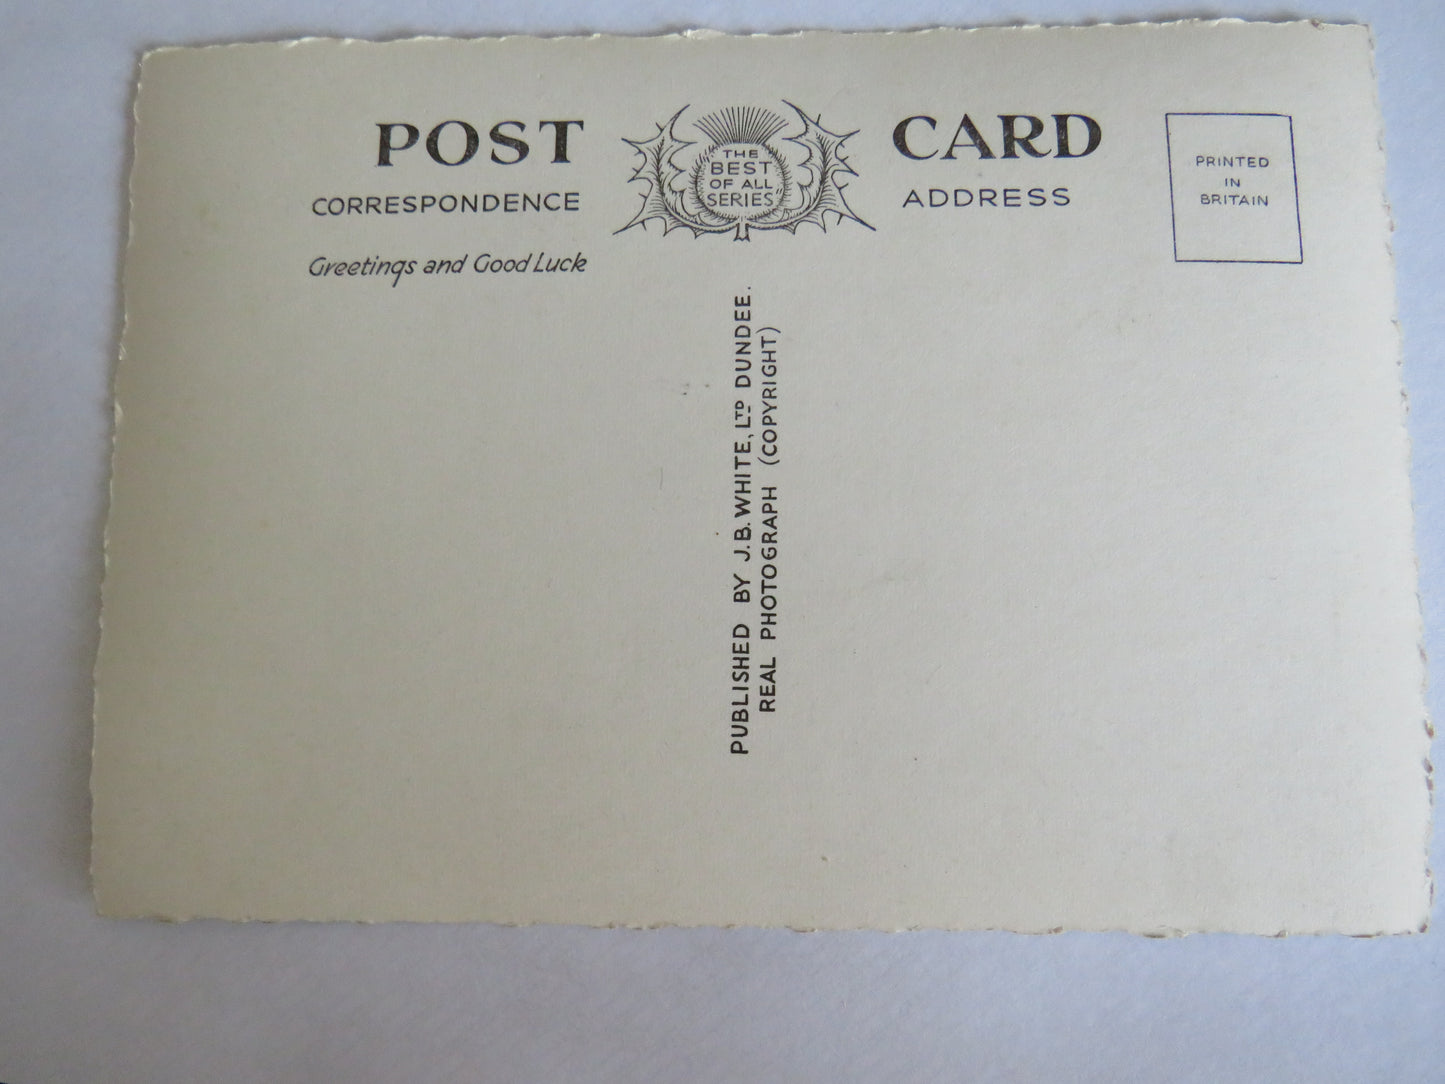 POST CARD
THE
BEST
OF ALL
SERIES"
CORRESPONDENCE
ADDRESS
PRINTED
IN
BRITAIN
Greetings and Good Luck
PUBLISHED BY J.B. WHITE, LTD DUNDEE.
REAL PHOTOGRAPH (COPYRIGHT)